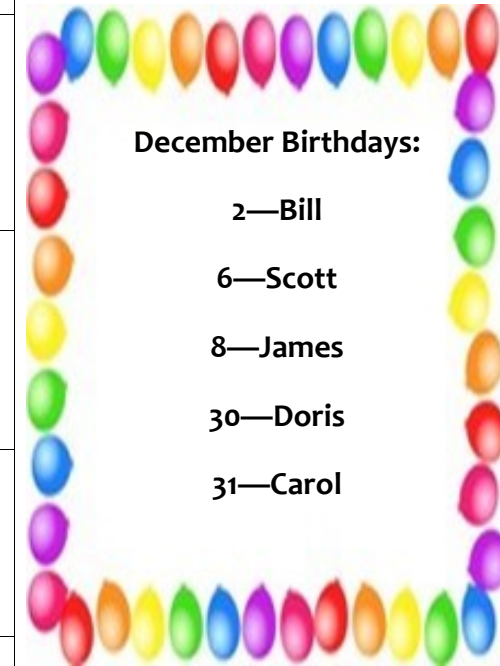 December Birthdays:
2—Bill
6—Scott
8—James
30—Doris
31—Carol